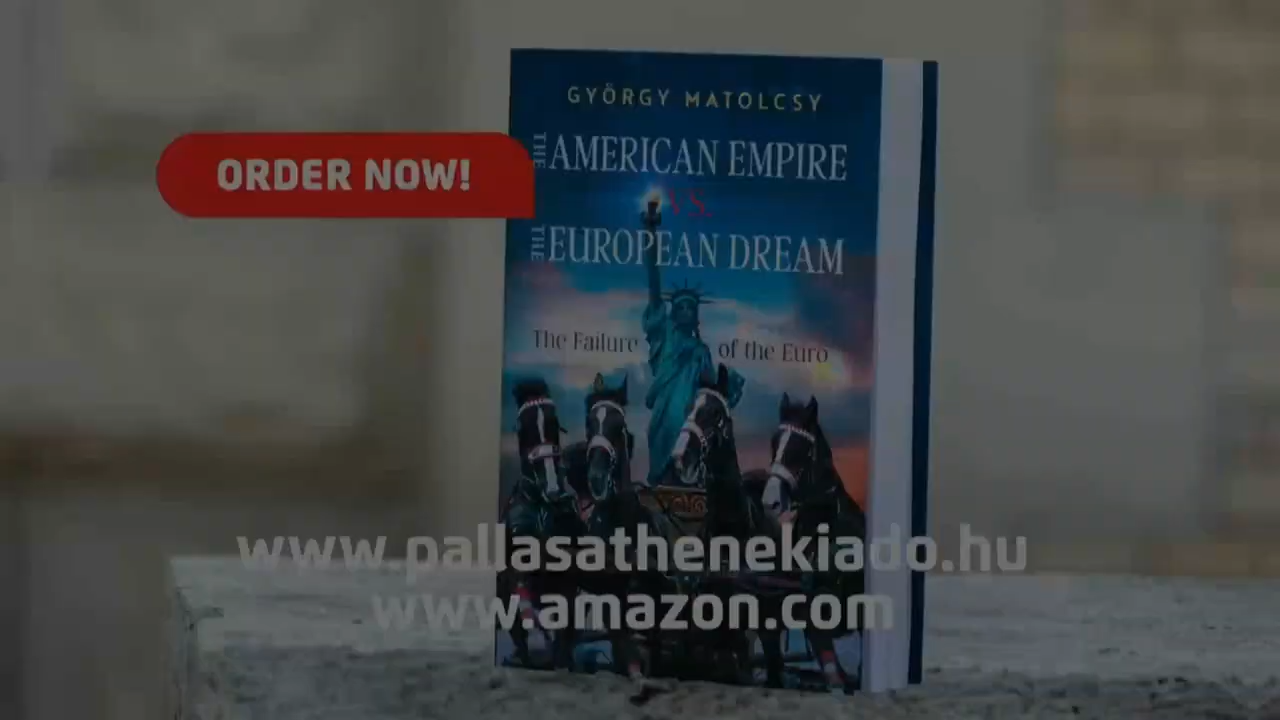 GYÖRGY MATOLCSY
ORDER NOW!
THE AMERICAN EMPIRE
VS.
THE EUROPEAN DREAM
The Failure of the Euro
www.pallasathenekiado.hu
www.amazon.com